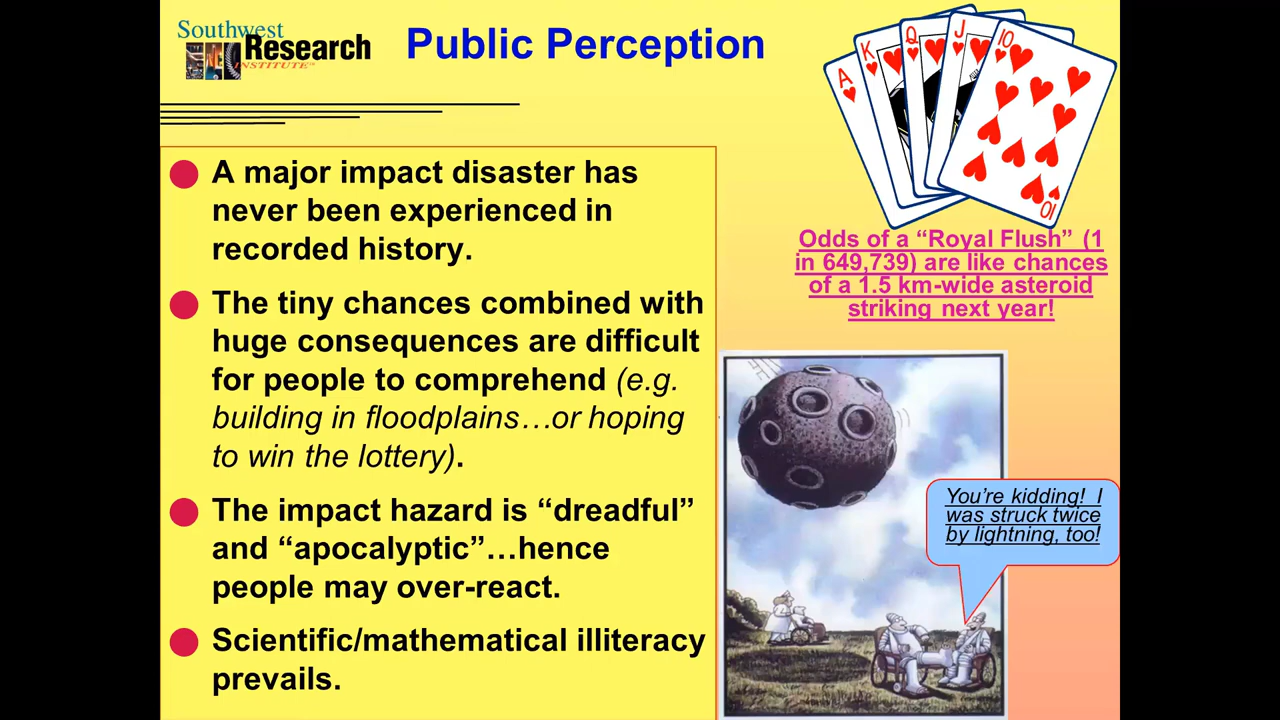 Southwest
Research
INSTITUTE™
Public Perception
A
K
Q
J
10
10
Odds of a “Royal Flush” (1
in 649,739) are like chances
of a 1.5 km-wide asteroid
striking next year!
A major impact disaster has
never been experienced in
recorded history.
The tiny chances combined with
huge consequences are difficult
for people to comprehend (e.g.
building in floodplains…or hoping
to win the lottery).
The impact hazard is “dreadful”
and “apocalyptic”…hence
people may over-react.
Scientific/mathematical illiteracy
prevails.
You’re kidding!  I
was struck twice
by lightning, too!